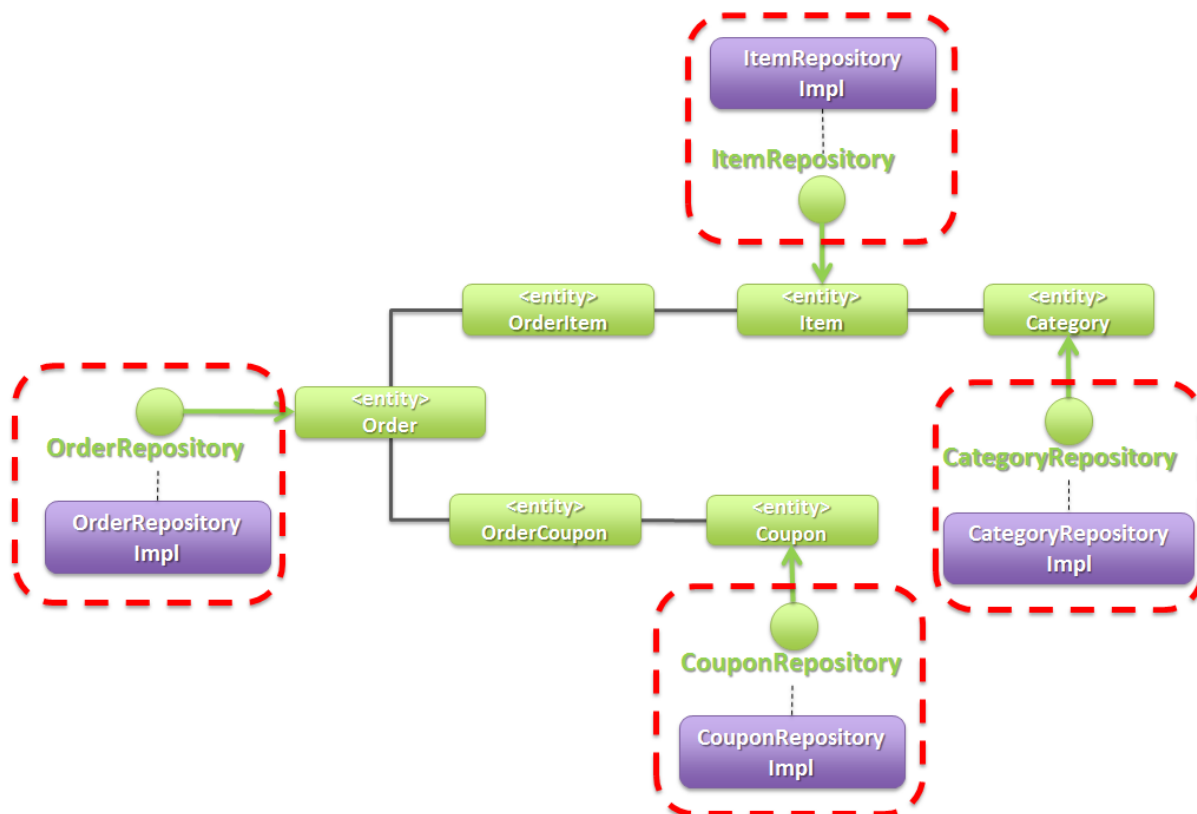 ItemRepository
Impl
ItemRepository
<entity>
OrderItem
<entity>
Item
<entity>
Category
<entity>
Order
OrderRepository
OrderRepository
Impl
CategoryRepository
CategoryRepository
Impl
<entity>
OrderCoupon
<entity>
Coupon
CouponRepository
CouponRepository
Impl